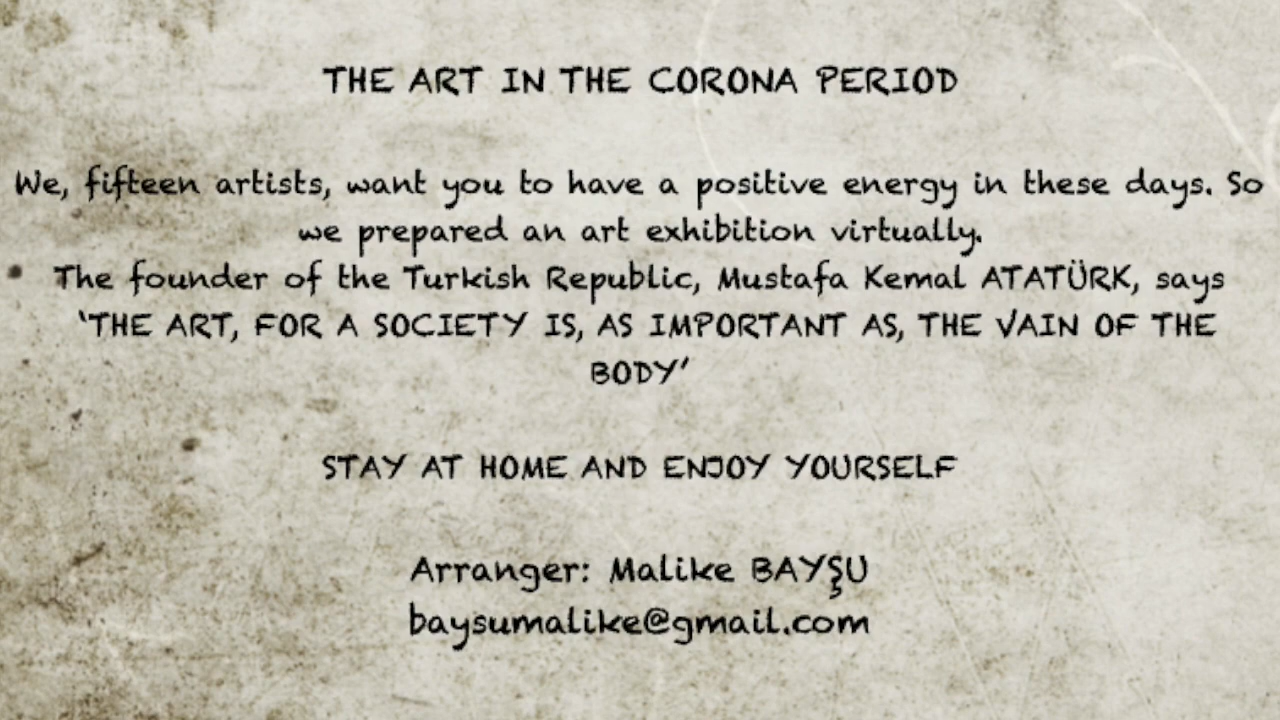 THE ART IN THE CORONA PERIOD
We, fifteen artists, want you to have a positive energy in these days. So
we prepared an art exhibition virtually.
The founder of the Turkish Republic, Mustafa Kemal ATATÜRK, says
‘THE ART, FOR A SOCIETY IS, AS IMPORTANT AS, THE VAIN OF THE
BODY’
STAY AT HOME AND ENJOY YOURSELF
Arranger: Malike BAYŞU
baysumalike@gmail.com